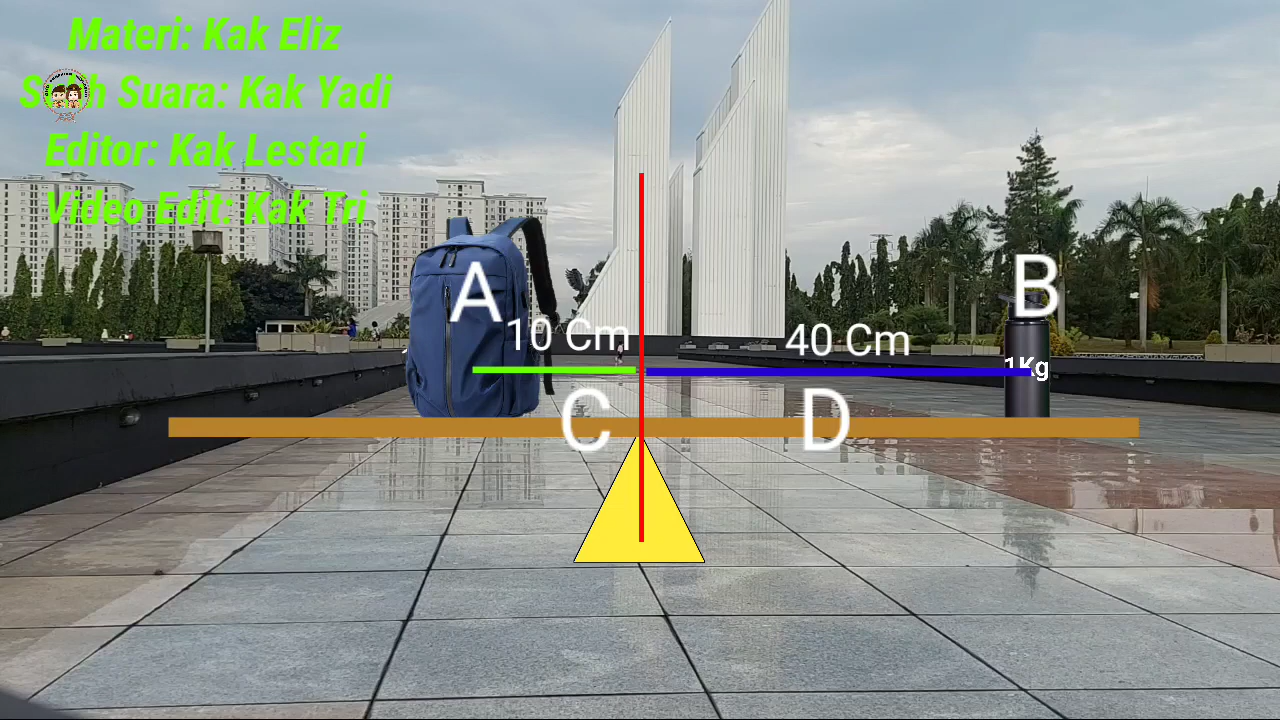 Materi: Kak Eliz
Suara: Kak Yadi
Editor: Kak Lestari
Video Edit: Kak Tri
A
B
10 Cm
40 Cm
1Kg
C
D